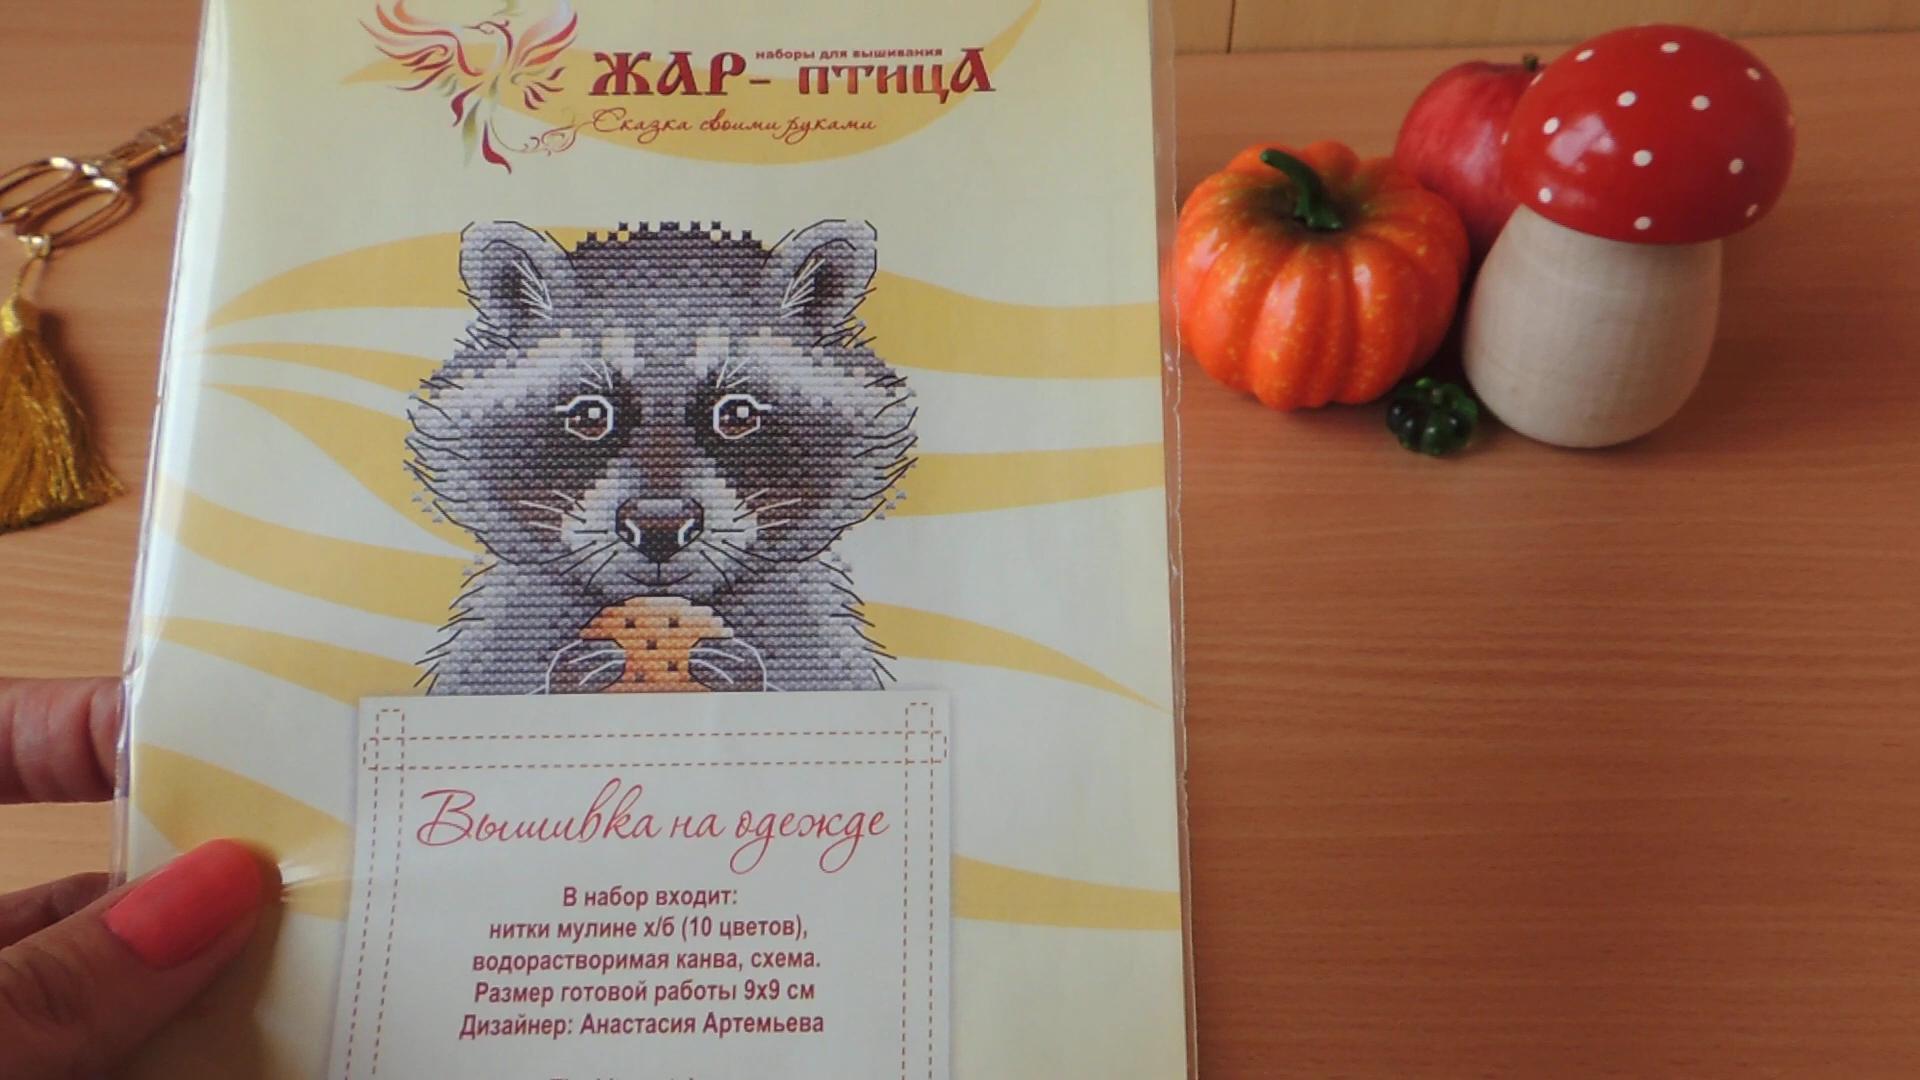 наборы для вышивания
ЖАР-ПТИЦА
Сказка своими руками
Вышивка на одежде
В набор входит:
нитки мулине х/б (10 цветов),
водорастворимая канва, схема.
Размер готовой работы 9х9 см
Дизайнер: Анастасия Артемьева